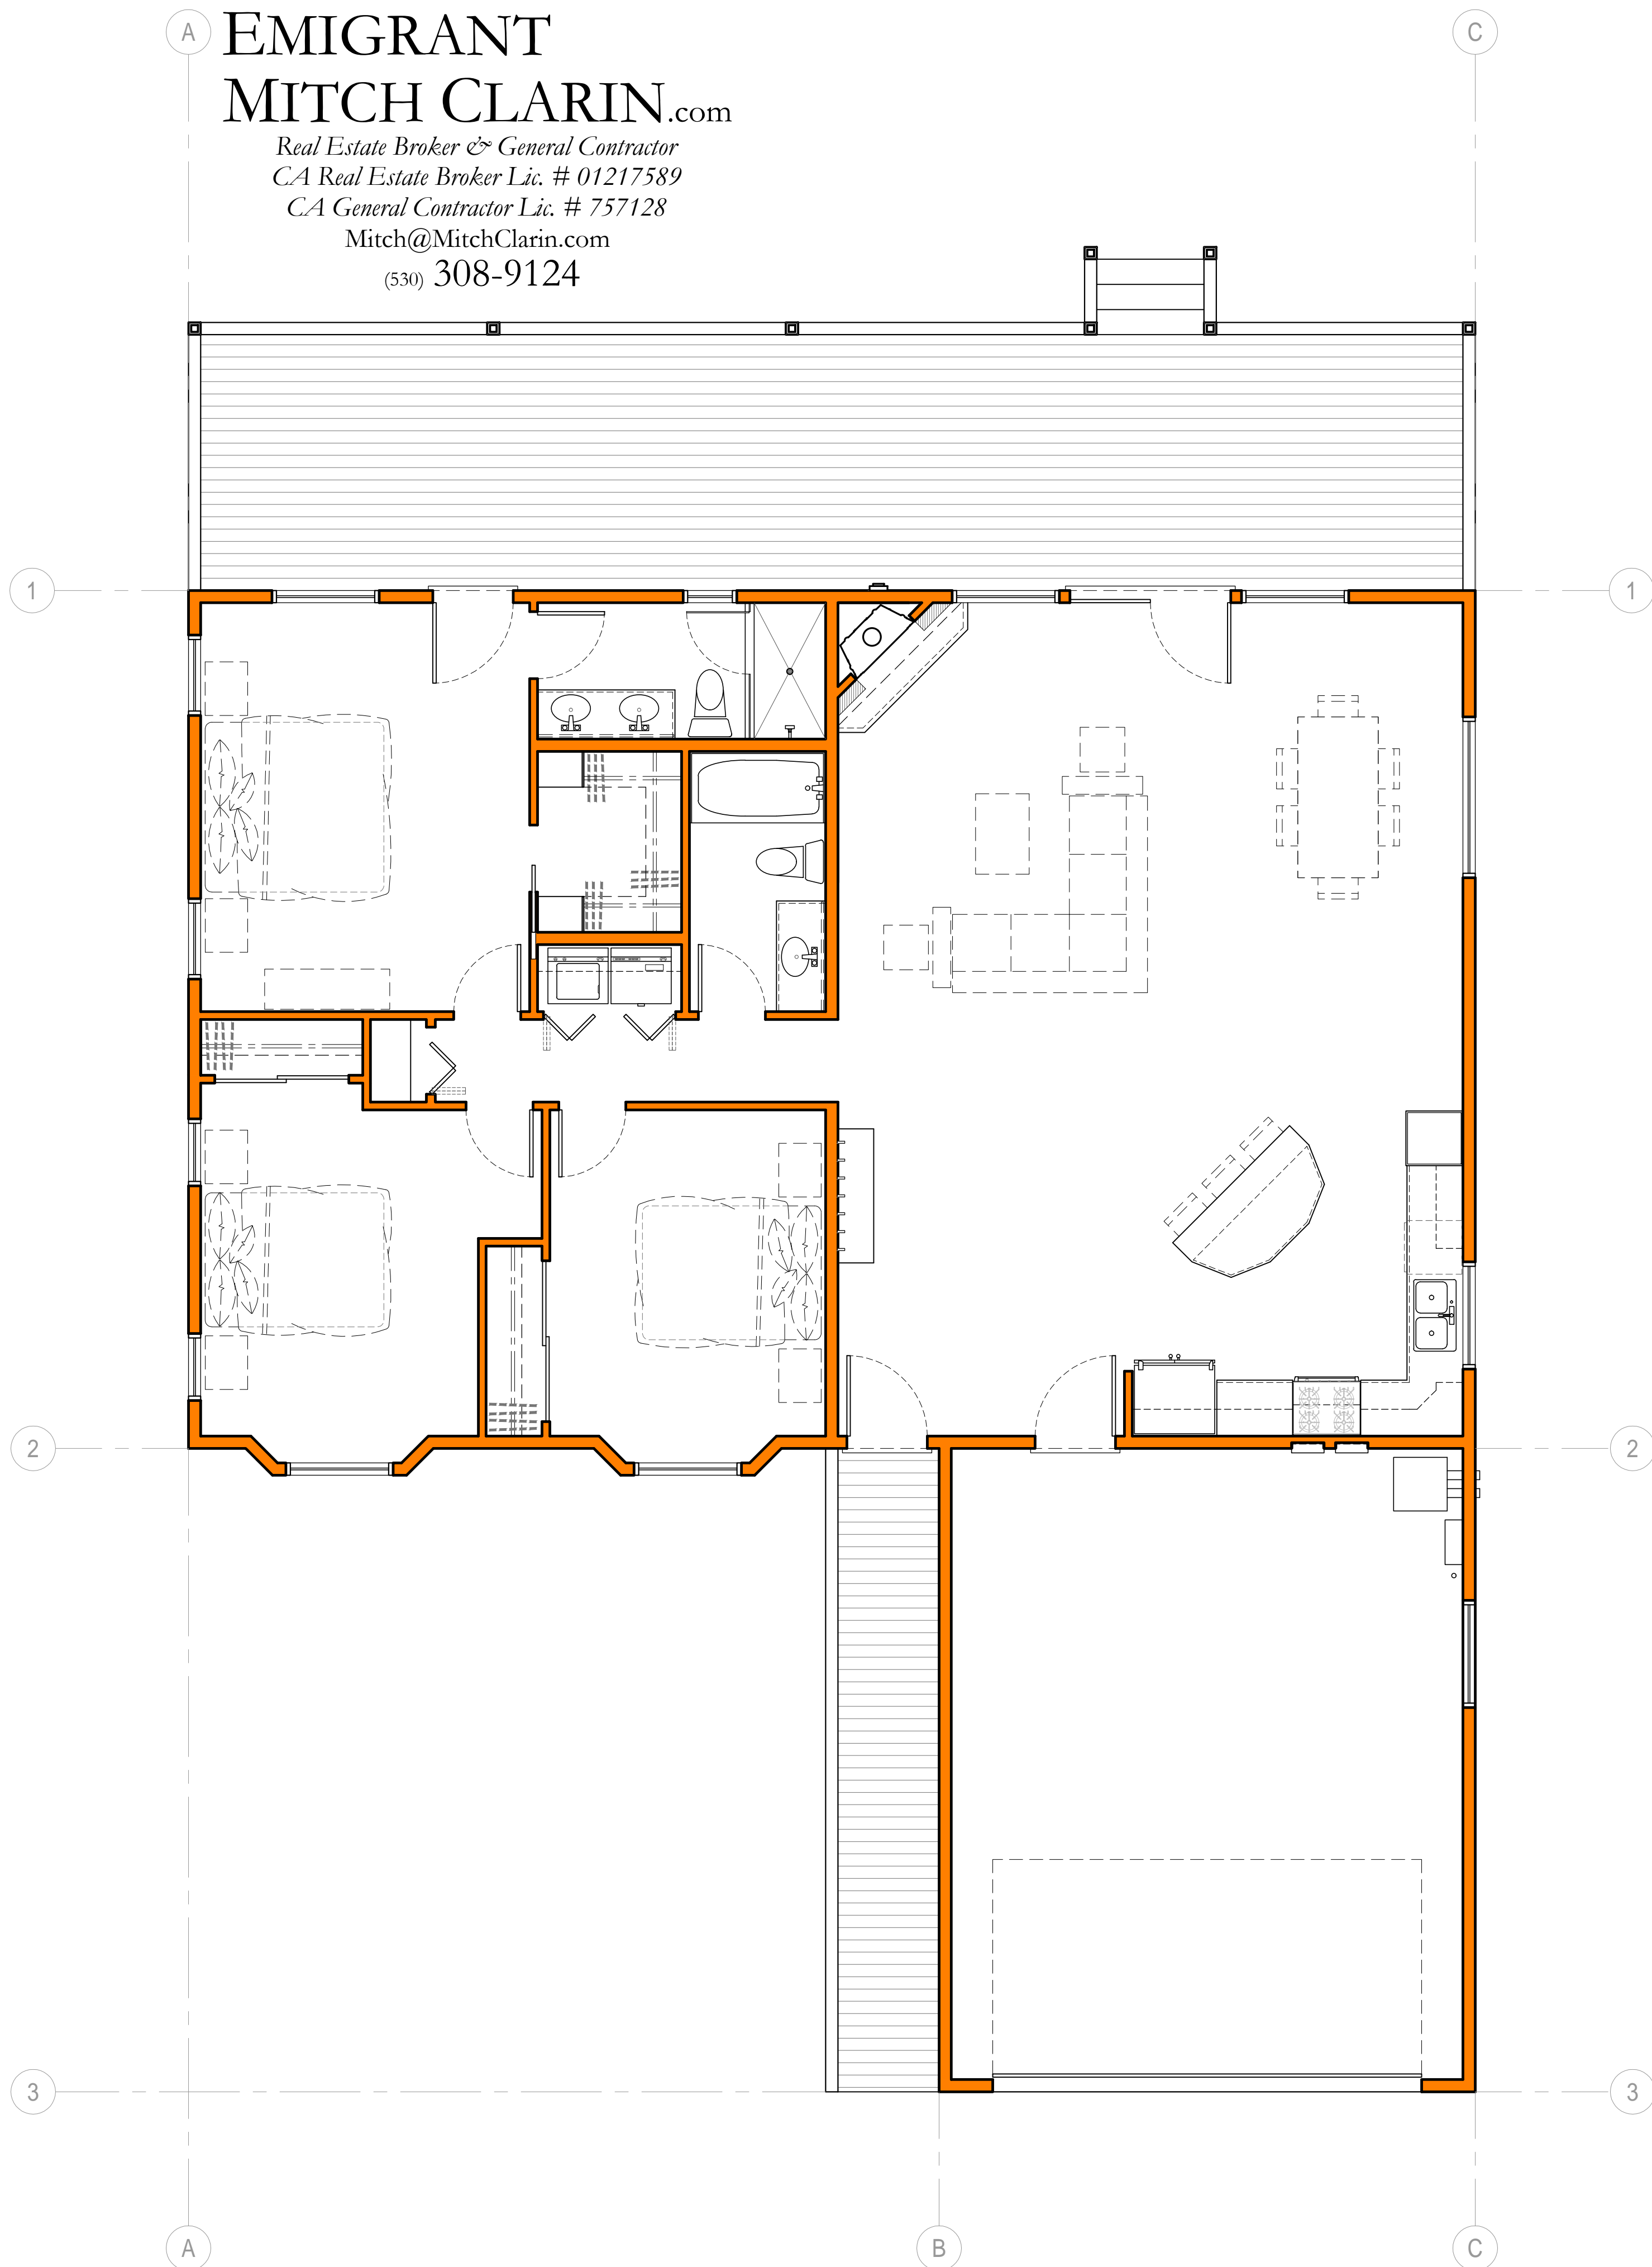 A
C
EMIGRANT
MITCH CLARIN.com
Real Estate Broker & General Contractor
CA Real Estate Broker Lic. # 01217589
CA General Contractor Lic. # 757128
Mitch@MitchClarin.com
(530) 308-9124
1
1
2
2
3
3
A
B
C